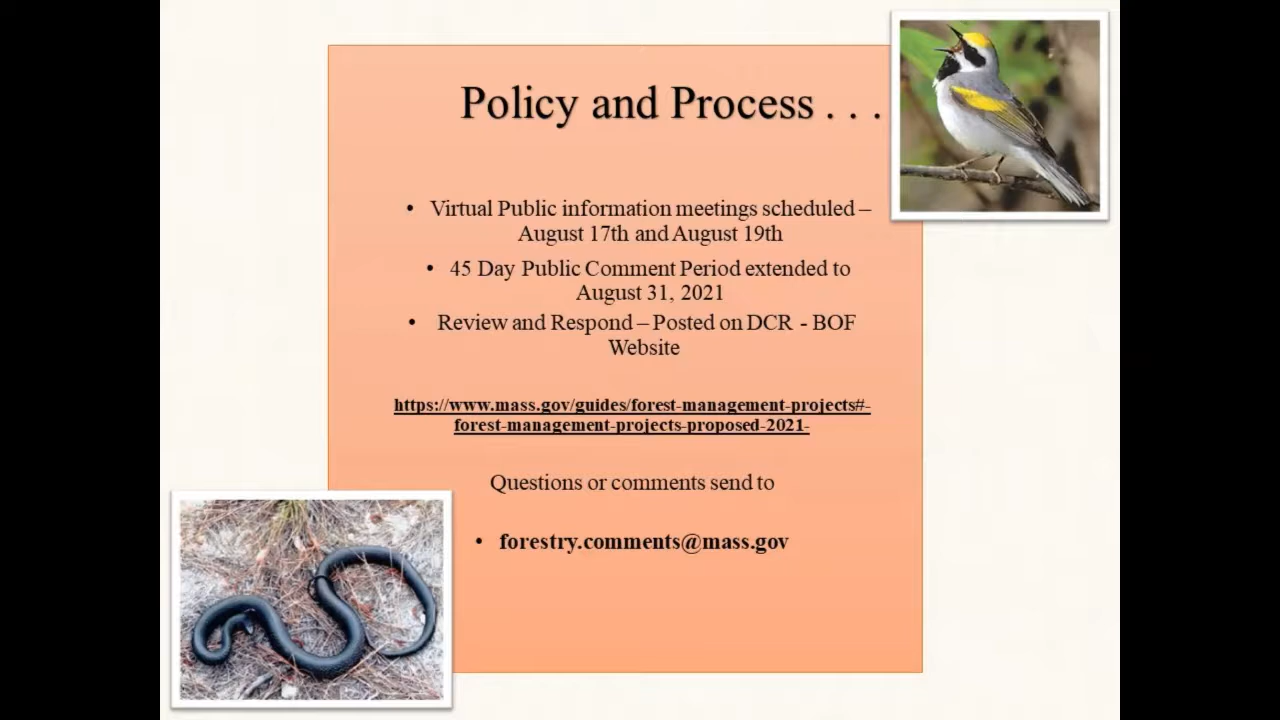 Policy and Process . . .
• Virtual Public information meetings scheduled –
August 17th and August 19th
• 45 Day Public Comment Period extended to
August 31, 2021
• Review and Respond – Posted on DCR - BOF
Website
https://www.mass.gov/guides/forest-management-projects#-
forest-management-projects-proposed-2021-
Questions or comments send to
• forestry.comments@mass.gov